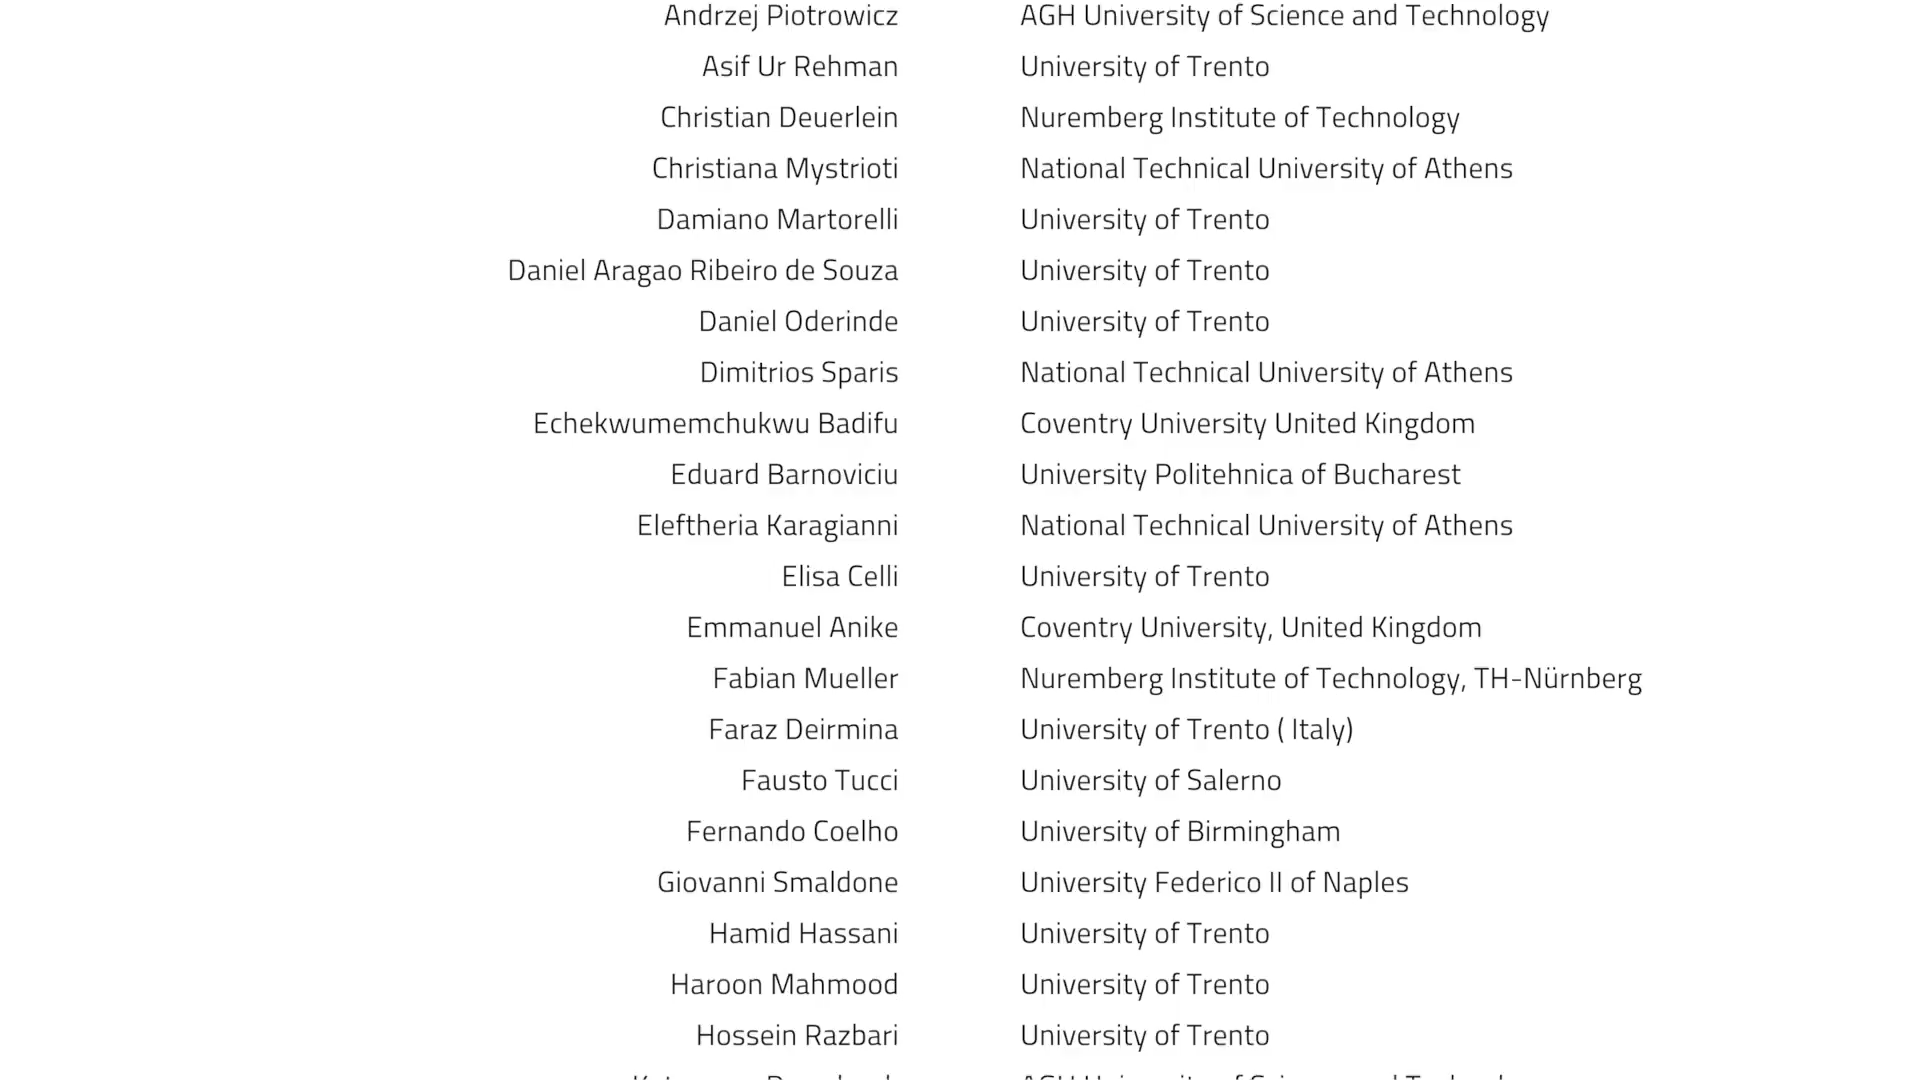 Andrzej Piotrowicz AGH University of Science and Technology
Asif Ur Rehman University of Trento
Christian Deuerlein Nuremberg Institute of Technology
Christiana Mystrioti National Technical University of Athens
Damiano Martorelli University of Trento
Daniel Aragao Ribeiro de Souza University of Trento
Daniel Oderinde University of Trento
Dimitrios Sparis National Technical University of Athens
Echekwumemchukwu Badifu Coventry University United Kingdom
Eduard Barnoviciu University Politehnica of Bucharest
Eleftheria Karagianni National Technical University of Athens
Elisa Celli University of Trento
Emmanuel Anike Coventry University, United Kingdom
Fabian Mueller Nuremberg Institute of Technology, TH-Nürnberg
Faraz Deirmina University of Trento ( Italy)
Fausto Tucci University of Salerno
Fernando Coelho University of Birmingham
Giovanni Smaldone University Federico II of Naples
Hamid Hassani University of Trento
Haroon Mahmood University of Trento
Hossein Razbari University of Trento